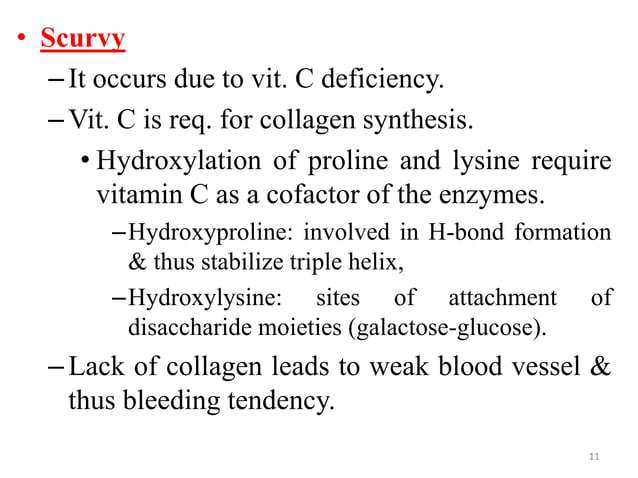 • Scurvy
–It occurs due to vit. C deficiency.
–Vit. C is req. for collagen synthesis.
• Hydroxylation of proline and lysine require
vitamin C as a cofactor of the enzymes.
–Hydroxyproline: involved in H-bond formation
& thus stabilize triple helix,
–Hydroxylysine: sites of attachment of
disaccharide moieties (galactose-glucose).
–Lack of collagen leads to weak blood vessel &
thus bleeding tendency.
11